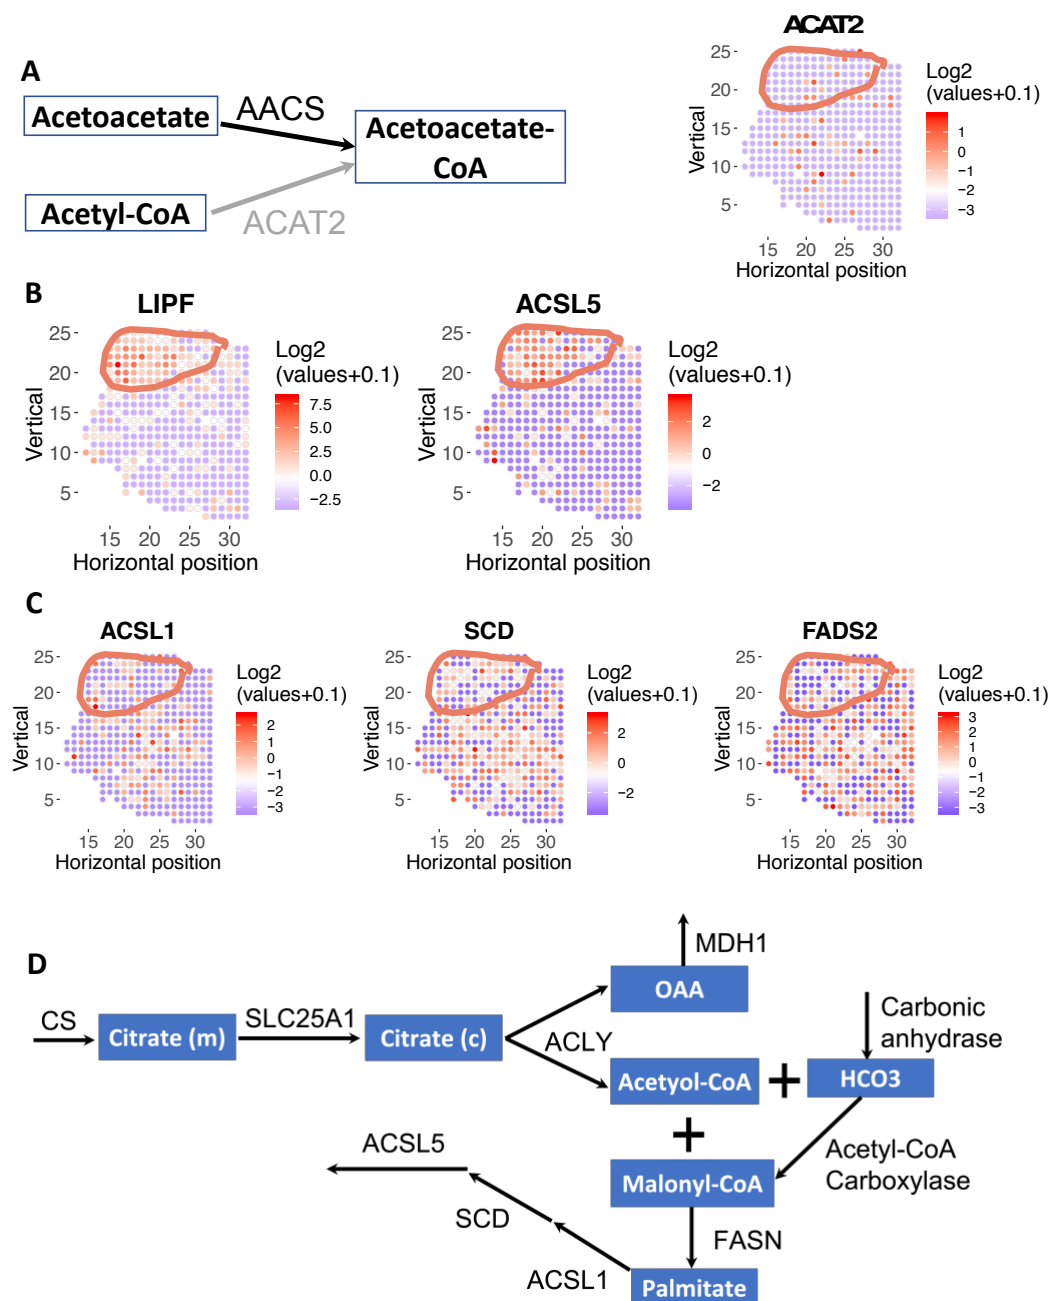 A
Acetoacetate
AACS
Acetoacetate-
CoA
Acetyl-CoA
ACAT2
ACAT2
Log2
(values+0.1)
25
20
15
10
5
Vertical
1
0
−1
−2
−3
15 20 25 30
Horizontal position
B
LIPF
25
20
15
10
5
Vertical
Log2
(values+0.1)
7.5
5.0
2.5
0.0
−2.5
15 20 25 30
Horizontal position
ACSL5
25
20
15
10
5
Vertical
Log2
(values+0.1)
2
0
−2
15 20 25 30
Horizontal position
C
ACSL1
25
20
15
10
5
Vertical
Log2
(values+0.1)
2
1
0
−1
−2
−3
15 20 25 30
Horizontal position
SCD
25
20
15
10
5
Vertical
Log2
(values+0.1)
2
0
−2
15 20 25 30
Horizontal position
FADS2
25
20
15
10
5
Vertical
Log2
(values+0.1)
3
2
1
0
−1
−2
−3
15 20 25 30
Horizontal position
D
CS
Citrate (m)
SLC25A1
Citrate (c)
ACLY
MDH1
OAA
Acetyol-CoA
+
Carbonic
anhydrase
HCO3
+
Acetyl-CoA
Carboxylase
Malonyl-CoA
FASN
Palmitate
ACSL1
SCD
ACSL5